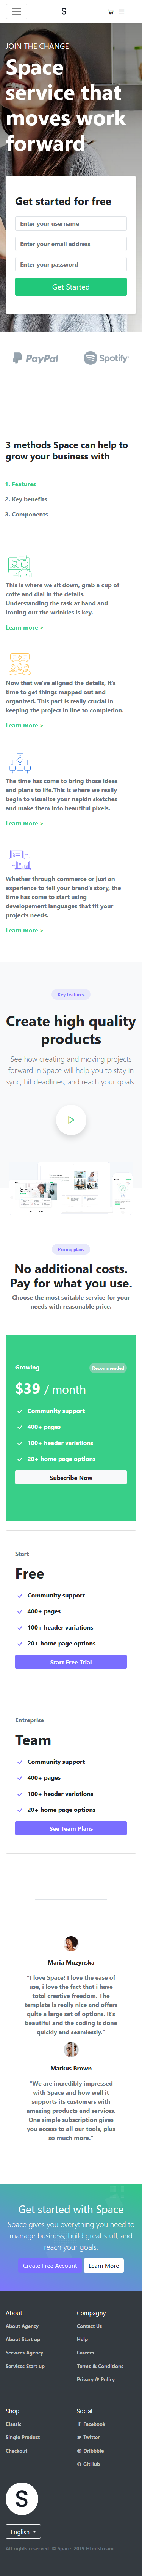 S
JOIN THE CHANGE
Space
service that
moves work
forward
Get started for free
Enter your username
Enter your email address
Enter your password
Get Started
PayPal
Spotify
3 methods Space can help to
grow your business with
1. Features
2. Key benefits
3. Components
This is where we sit down, grab a cup of
coffe and dial in the details.
Understanding the task at hand and
ironing out the wrinkles is key.
Learn more >
Now that we've aligned the details, it's
time to get things mapped out and
organized. This part is really crucial in
keeping the project in line to completion.
Learn more >
The time has come to bring those ideas
and plans to life.This is where we really
begin to visualize your napkin sketches
and make them into beautiful pixels.
Learn more >
Whether through commerce or just an
experience to tell your brand's story, the
time has come to start using
development languages that fit your
projects needs.
Learn more >
Key features
Create high quality
products
See how creating and moving projects
forward in Space will help you to stay in
sync, hit deadlines, and reach your goals.
Pricing plans
No additional costs.
Pay for what you use.
Choose the most suitable service for your
needs with reasonable price.
Growing
Recommended
$39 / month
Community support
400+ pages
100+ header variations
20+ home page options
Subscribe Now
Start
Free
Community support
400+ pages
100+ header variations
20+ home page options
Start Free Trial
Entreprise
Team
Community support
400+ pages
100+ header variations
20+ home page options
See Team Plans
Maria Muzynska
"I love Space! I love the ease of
use, i love the fact that i have
total creative freedom. The
template is really nice and offers
quite a large set of options. It's
beautiful and the coding is done
quickly and seamlessly."
Markus Brown
"We are incredibly impressed
with Space and how well it
supports its customers with
amazing products and services.
One simple subscription gives
you access to all our tools, plus
so much more."
Get started with Space
Space gives you everything you need to
manage business, build great stuff, and
reach your goals.
Create Free Account
Learn More
About
About Agency
About Start up
Services Agency
Services Start-up
Compagny
Contact Us
Help
Careers
Terms & Conditions
Privacy & Policy
Shop
Classic
Single Product
Checkout
Social
Facebook
Twitter
Dribbble
GitHub
S
English
All rights reserved. © Space. 2019 Htmlstream.